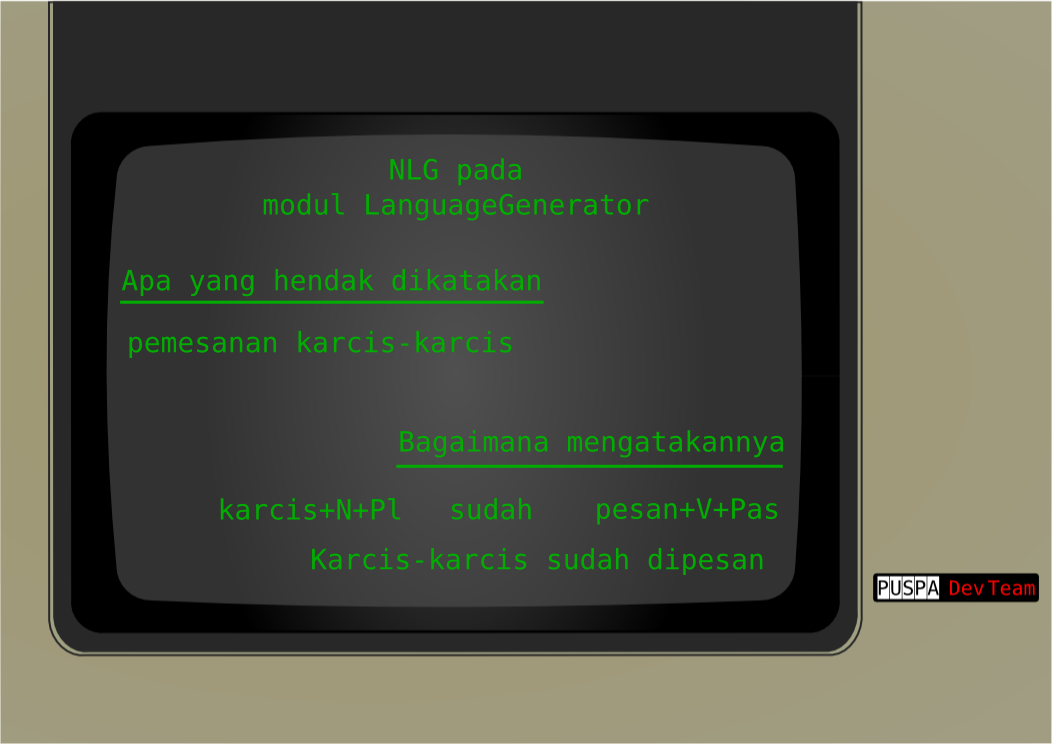 NLG pada
modul LanguageGenerator
Apa yang hendak dikatakan
pemesanan karcis-karcis
Bagaimana mengatakannya
karcis+N+Pl sudah pesan+V+Pas
Karcis-karcis sudah dipesan
PUSPA DevTeam